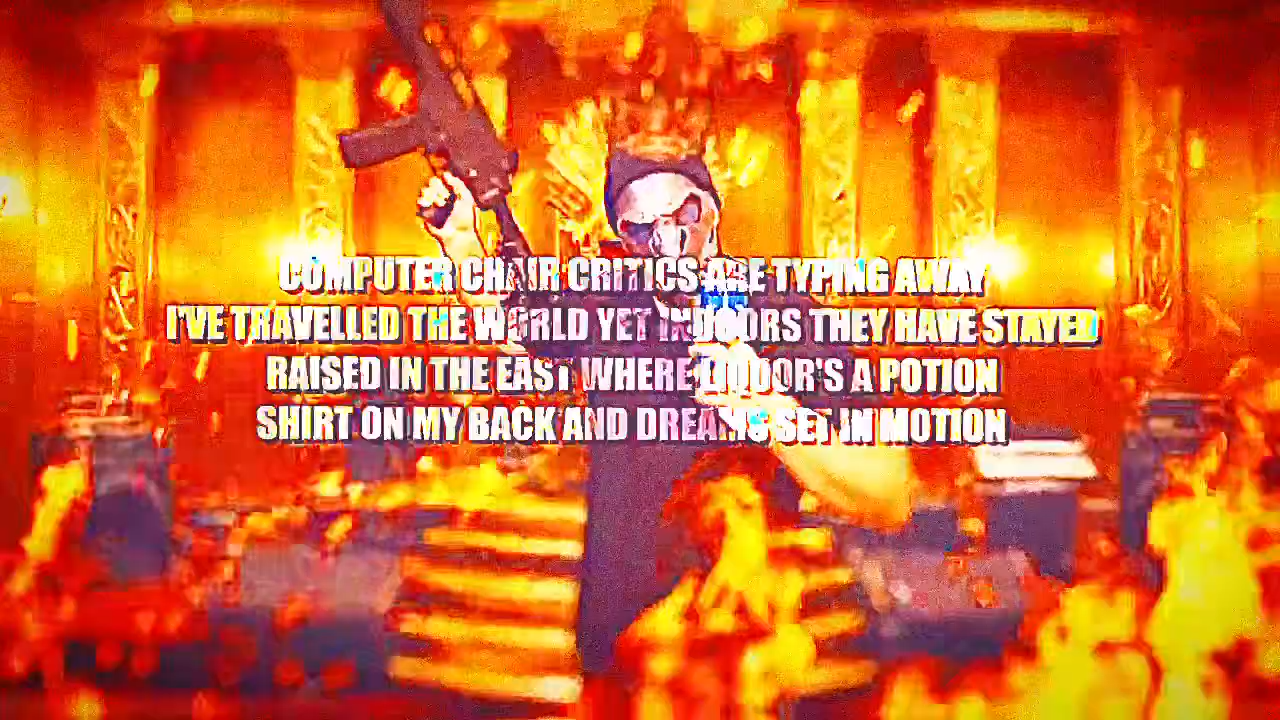 COMPUTER CHAIR CRITICS ARE TYPING AWAY
I'VE TRAVELLED THE WORLD YET INDOORS THEY HAVE STAYED
RAISED IN THE EAST WHERE LIQUOR'S A POTION
SHIRT ON MY BACK AND DREAMS SET IN MOTION